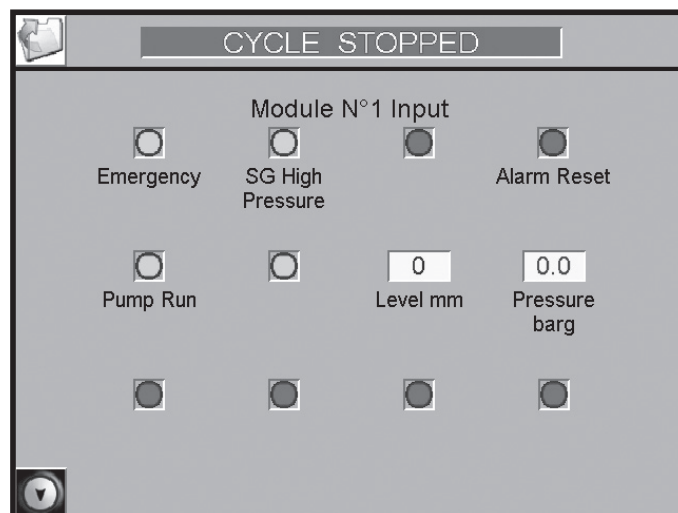 CYCLE STOPPED
Module N°1 Input
Emergency
SG High
Pressure
Alarm Reset
0
0.0
Pump Run
Level mm
Pressure
barg